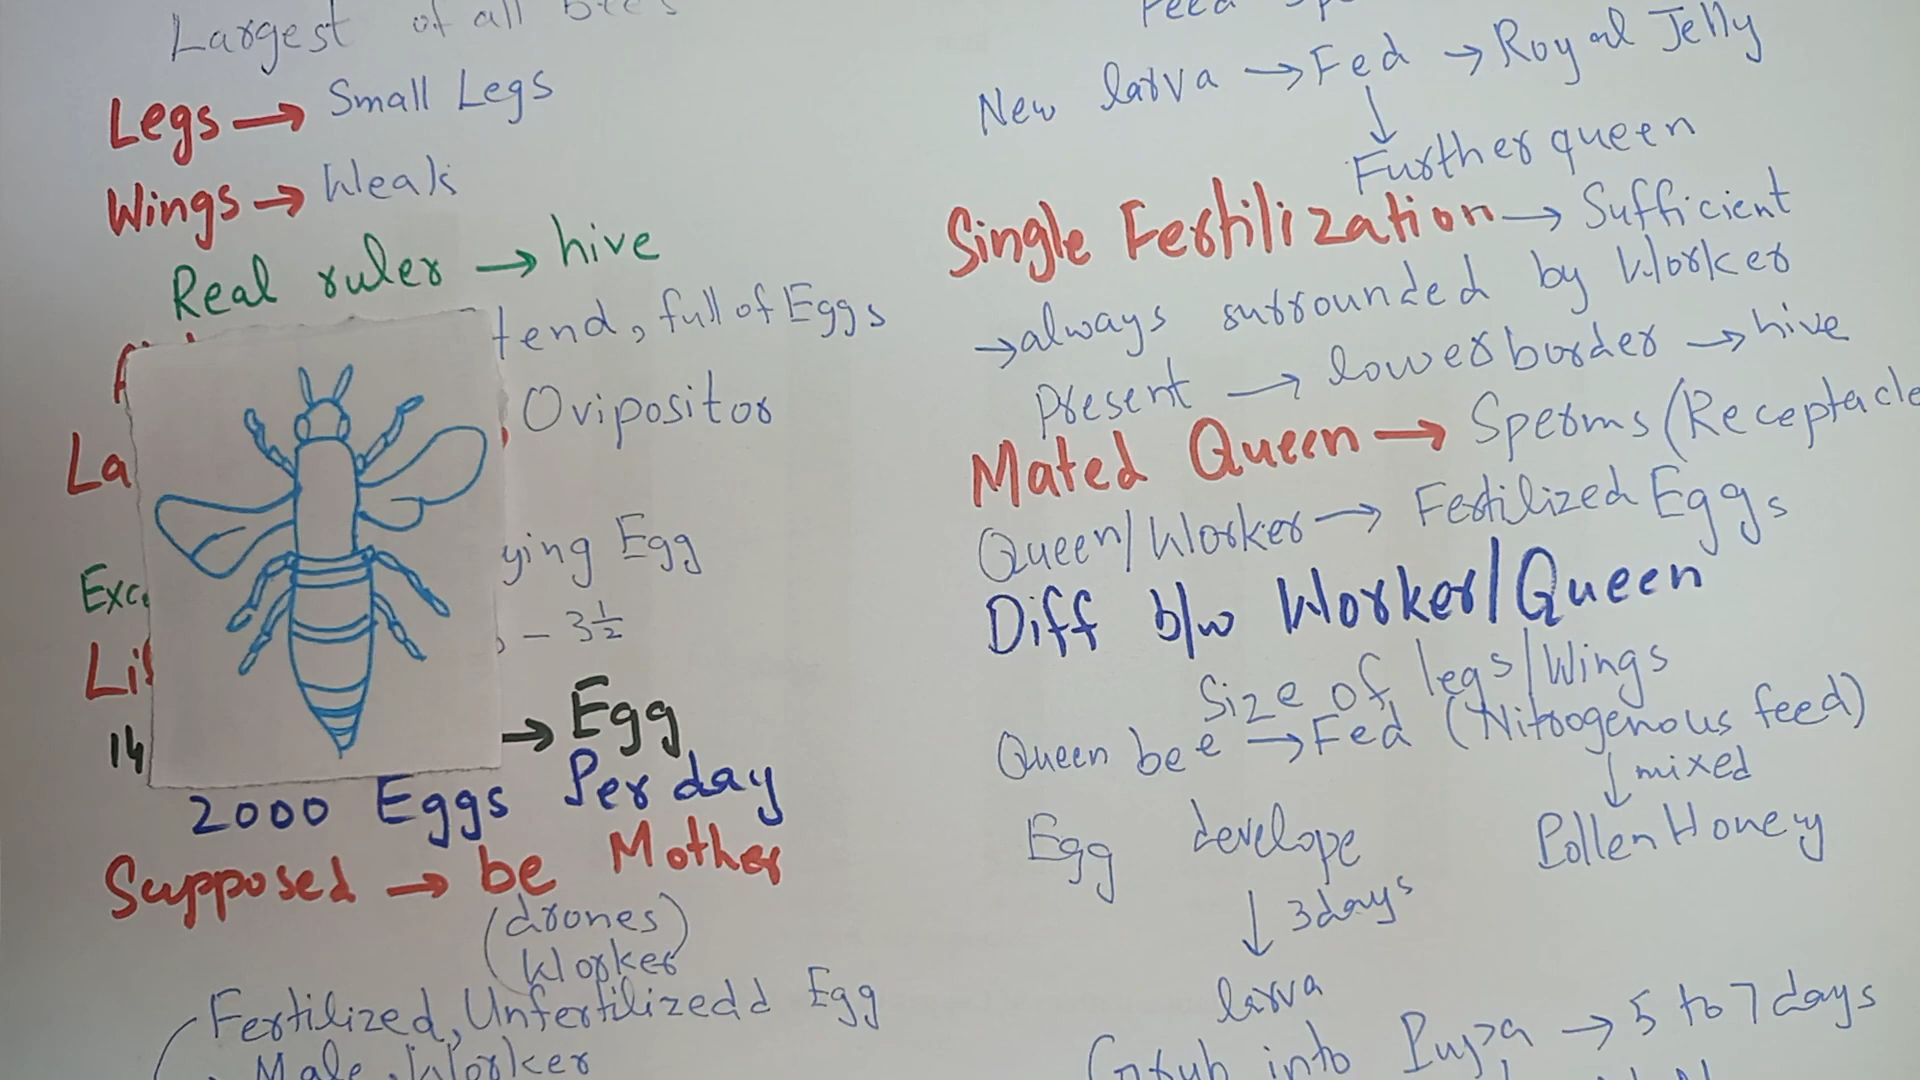 Largest of all bees
Legs → Small Legs
Wings → Weak
Real ruler → hive
tend, full of Eggs
Ovipositor
La
ying Egg
Exc
- 3½
14 → Egg
2000 Eggs Per day
Supposed → be Mother
(drones)
Worker
Fertilized, Unfertilizedd Egg
Male, Worker
Feed
New larva → Fed → Royal Jelly
↓
Further queen
Single Fertilization → Sufficient
→ always surrounded by Worker
Present → lower border → hive
Mated Queen → Sperms (Receptacle
Queen/Worker → Fertilized Eggs
Diff b/w Worker/Queen
Size of legs/Wings
Queen bee → Fed (Nitrogenous feed)
↓ mixed
Egg develope Pollen Honey
↓ 3days
larva
Grub into Pupa → 5 to 7 days